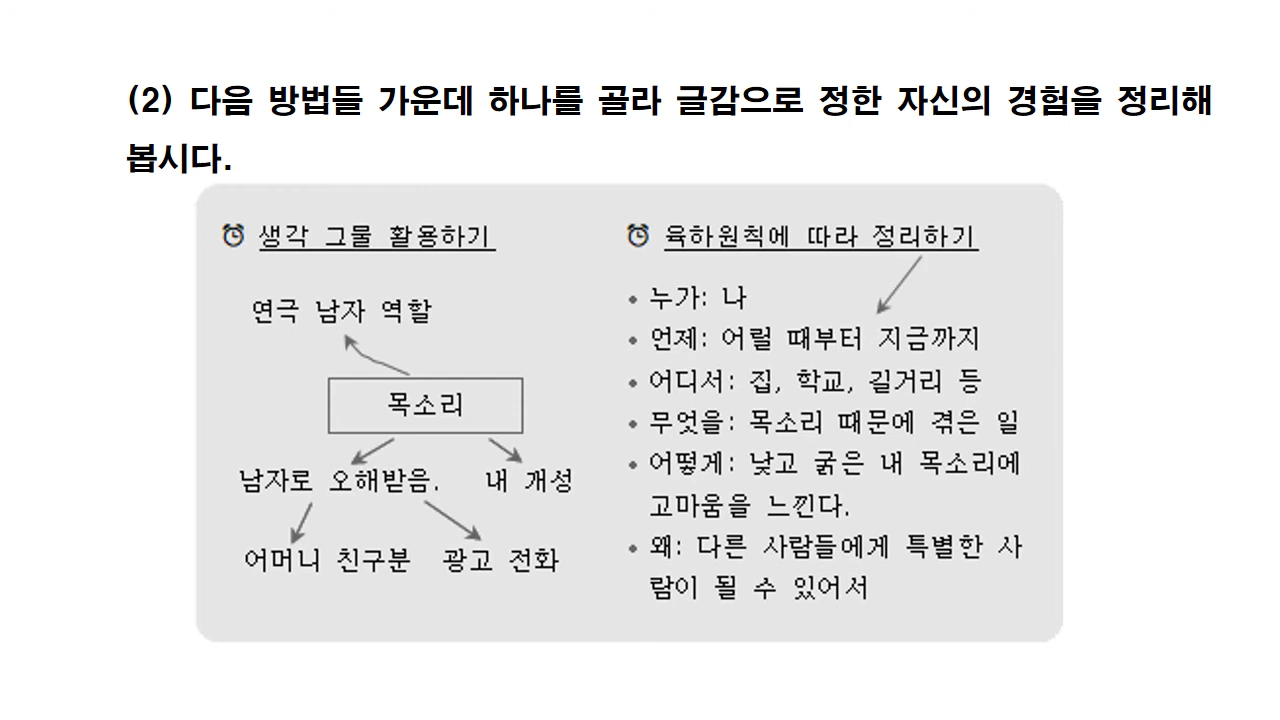 (2) 다음 방법들 가운데 하나를 골라 글감으로 정한 자신의 경험을 정리해
봅시다.
생각 그물 활용하기
연극 남자 역할
목소리
남자로 오해받음. 내 개성
어머니 친구분 광고 전화
육하원칙에 따라 정리하기
• 누가: 나
• 언제: 어릴 때부터 지금까지
• 어디서: 집, 학교, 길거리 등
• 무엇을: 목소리 때문에 겪은 일
• 어떻게: 낮고 굵은 내 목소리에
고마움을 느낀다.
• 왜: 다른 사람들에게 특별한 사
람이 될 수 있어서